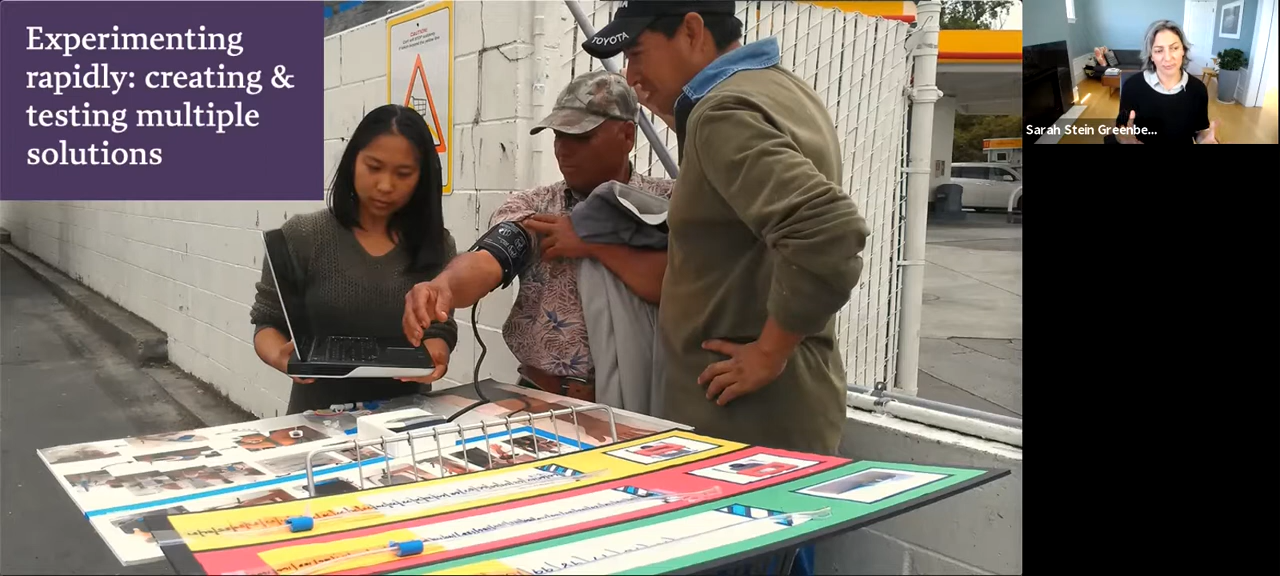 Experimenting
rapidly: creating &
testing multiple
solutions
CAUTION
TOYOTA
Sarah Stein Greenbe...